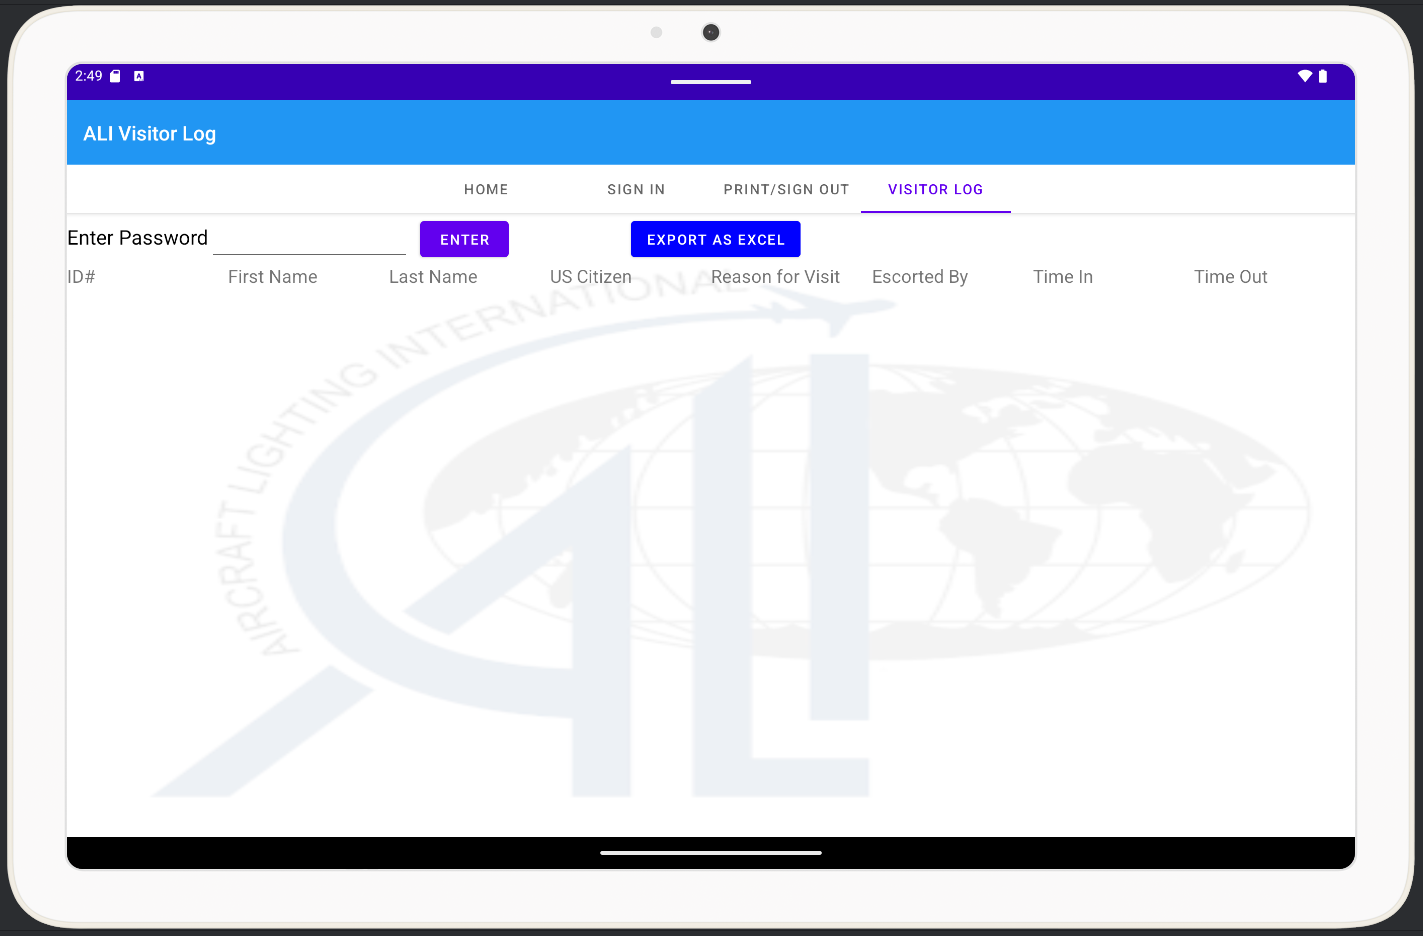 2:49
ALI Visitor Log
HOME SIGN IN PRINT/SIGN OUT VISITOR LOG
Enter Password ENTER EXPORT AS EXCEL
ID# First Name Last Name US Citizen Reason for Visit Escorted By Time In Time Out
AIRCRAFT LIGHTING INTERNATIONAL
ALI